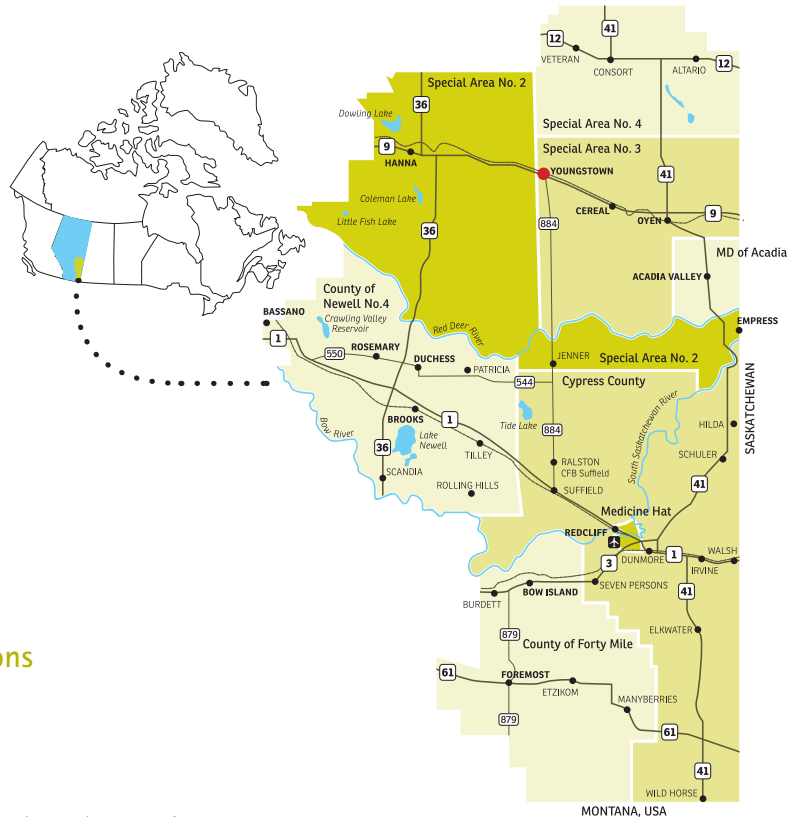 41
12
VETERAN
CONSORT
ALTARIO
12
Special Area No. 2
36
Dowling Lake
Special Area No. 4
9
HANNA
Special Area No. 3
YOUNGSTOWN
41
Coleman Lake
CEREAL
Little Fish Lake
884
OYEN
9
36
MD of Acadia
ACADIA VALLEY
County of
Newell No.4
Crawling Valley
Reservoir
BASSANO
Red Deer
River
EMPRESS
1
550
ROSEMARY
DUCHESS
PATRICIA
JENNER
Special Area No. 2
544
Cypress County
SASKATCHEWAN
BROOKS
1
Tide Lake
884
South Saskatchewan River
HILDA
Bow River
Lake
Newell
36
TILLEY
SCHULER
SCANDIA
RALSTON
CFB Suffield
41
ROLLING HILLS
SUFFIELD
Medicine Hat
REDCLIFF
DUNMORE
1
WALSH
IRVINE
3
SEVEN PERSONS
41
BOW ISLAND
BURDETT
879
ELKWATER
County of Forty Mile
ons
61
FOREMOST
ETZIKOM
MANYBERRIES
879
61
41
WILD HORSE
MONTANA, USA